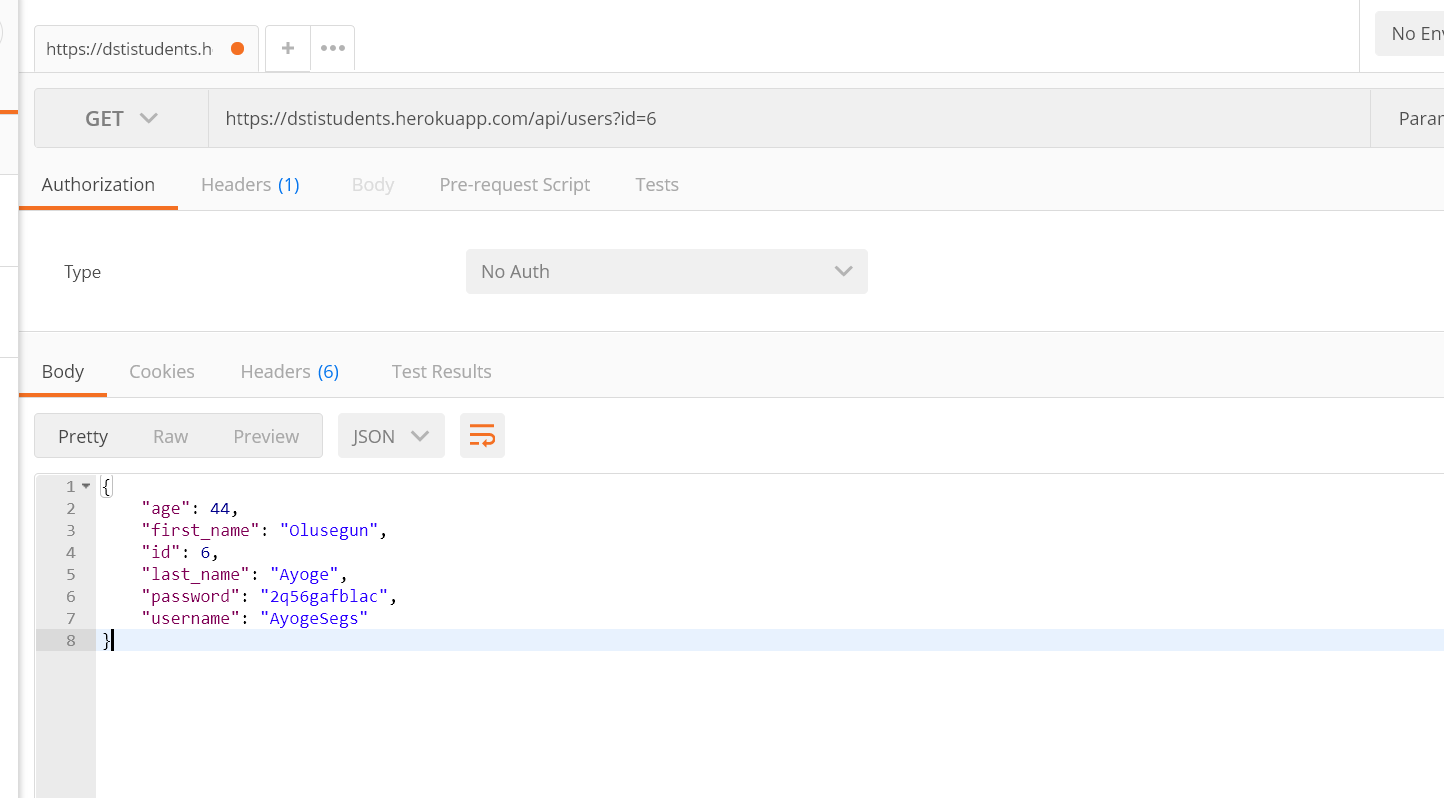 https://dstistudents.h
No Env
GET
https://dstistudents.herokuapp.com/api/users?id=6
Param
Authorization Headers (1) Body Pre-request Script Tests
Type No Auth
Body Cookies Headers (6) Test Results
Pretty Raw Preview JSON
1 {
2 "age": 44,
3 "first_name": "Olusegun",
4 "id": 6,
5 "last_name": "Ayoge",
6 "password": "2q56gafblac",
7 "username": "AyogeSegs"
8 }